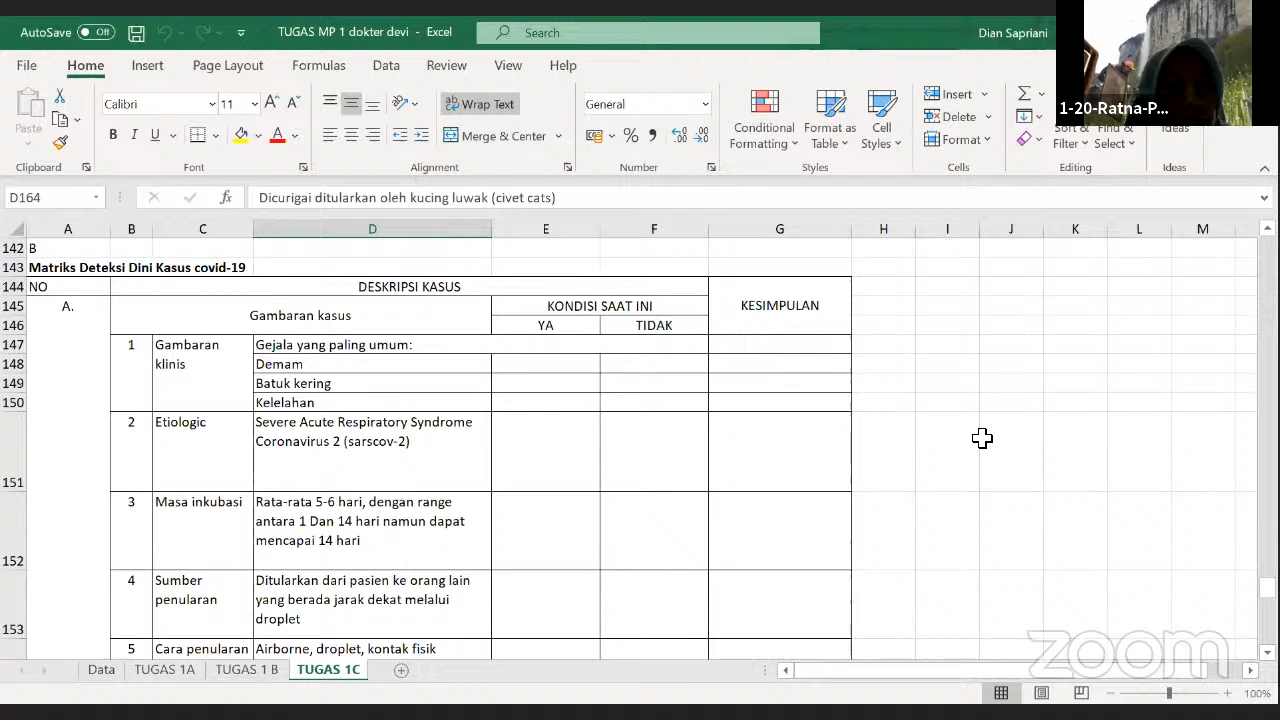 AutoSave Off TUGAS MP 1 dokter devi - Excel Search Dian Sapriani
1-20-Ratna-P...
File Home Insert Page Layout Formulas Data Review View Help
Paste Calibri 11 Wrap Text General Conditional Formatting Format as Table Cell Styles Insert
B I U Merge & Center % Delete
Format Sort & Filter Find & Select Ideas
Clipboard Font Alignment Number Styles Cells Editing Ideas
D164 fx Dicurigai ditularkan oleh kucing luwak (civet cats)
A B C D E F G H I J K L M
142 B
143 Matriks Deteksi Dini Kasus covid-19
144 NO DESKRIPSI KASUS
145 A. Gambaran kasus KONDISI SAAT INI KESIMPULAN
146 YA TIDAK
147 1 Gambaran Gejala yang paling umum:
148 klinis Demam
149 Batuk kering
150 Kelelahan
2 Etiologic Severe Acute Respiratory Syndrome
Coronavirus 2 (sarscov-2)
151
3 Masa inkubasi Rata-rata 5-6 hari, dengan range
antara 1 Dan 14 hari namun dapat
mencapai 14 hari
152
4 Sumber Ditularkan dari pasien ke orang lain
penularan yang berada jarak dekat melalui
droplet
153
5 Cara penularan Airborne, droplet, kontak fisik
zoom
Data TUGAS 1A TUGAS 1 B TUGAS 1C
100%